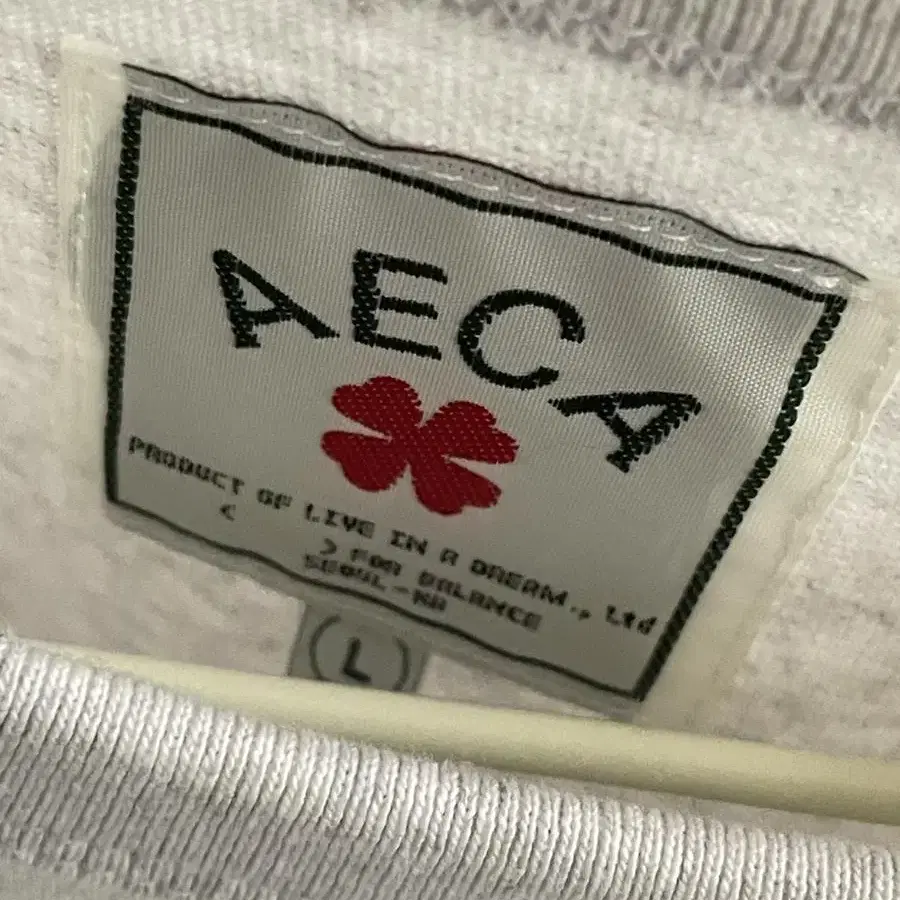 AECA
PRODUCT OF LIVE IN A DREAM., Ltd
< > FOR BALANCE
SEOUL-KR
L